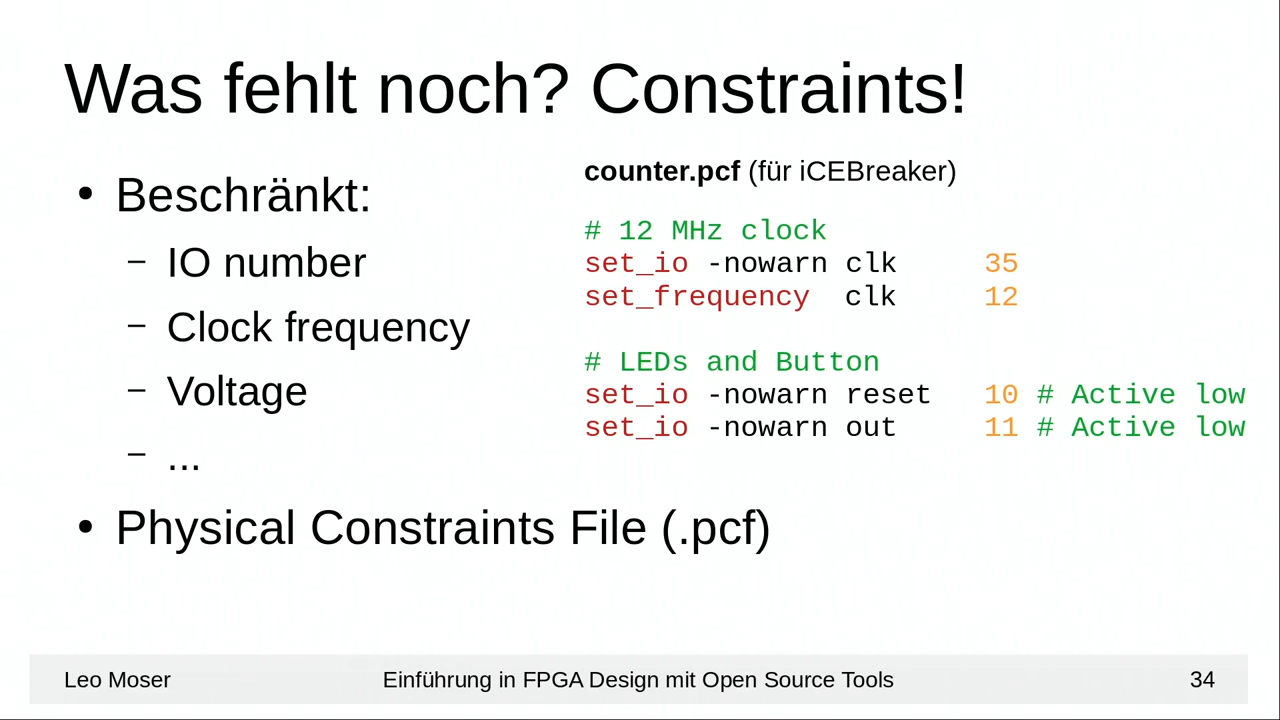 Was fehlt noch? Constraints!
• Beschränkt:
– IO number
– Clock frequency
– Voltage
– ...
• Physical Constraints File (.pcf)
counter.pcf (für iCEBreaker)
# 12 MHz clock
set_io -nowarn clk     35
set_frequency  clk     12
# LEDs and Button
set_io -nowarn reset   10 # Active low
set_io -nowarn out     11 # Active low
Leo Moser
Einführung in FPGA Design mit Open Source Tools
34